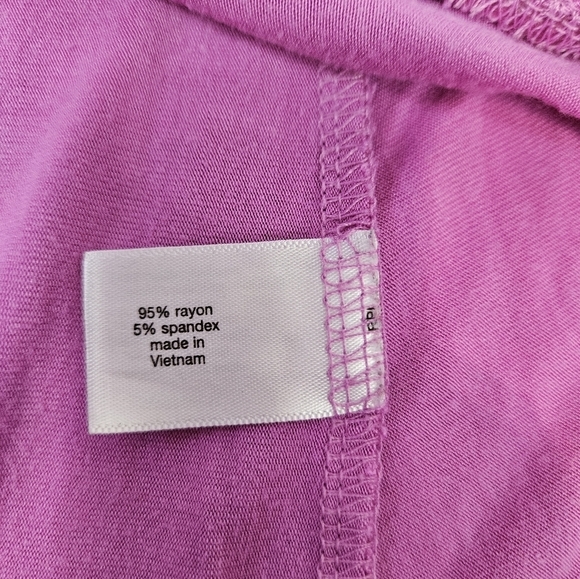 95% rayon
5% spandex
made in
Vietnam